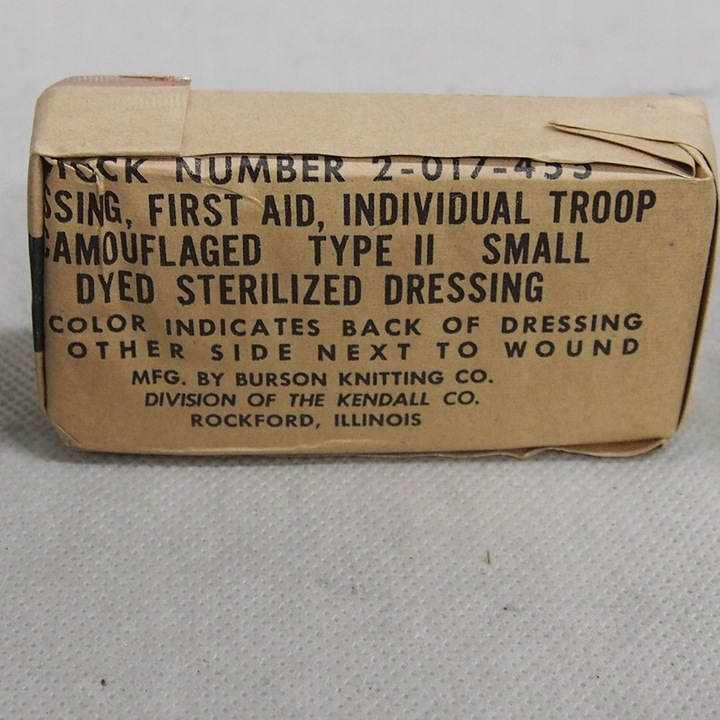 STOCK NUMBER 2-017-455
SSING, FIRST AID, INDIVIDUAL TROOP
CAMOUFLAGED TYPE II SMALL
DYED STERILIZED DRESSING
COLOR INDICATES BACK OF DRESSING
OTHER SIDE NEXT TO WOUND
MFG. BY BURSON KNITTING CO.
DIVISION OF THE KENDALL CO.
ROCKFORD, ILLINOIS